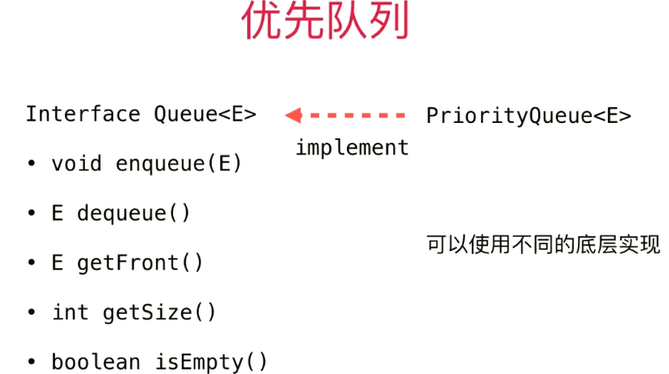 优先队列
Interface Queue<E>
PriorityQueue<E>
implement
• void enqueue(E)
• E dequeue()
可以使用不同的底层实现
• E getFront()
• int getSize()
• boolean isEmpty()